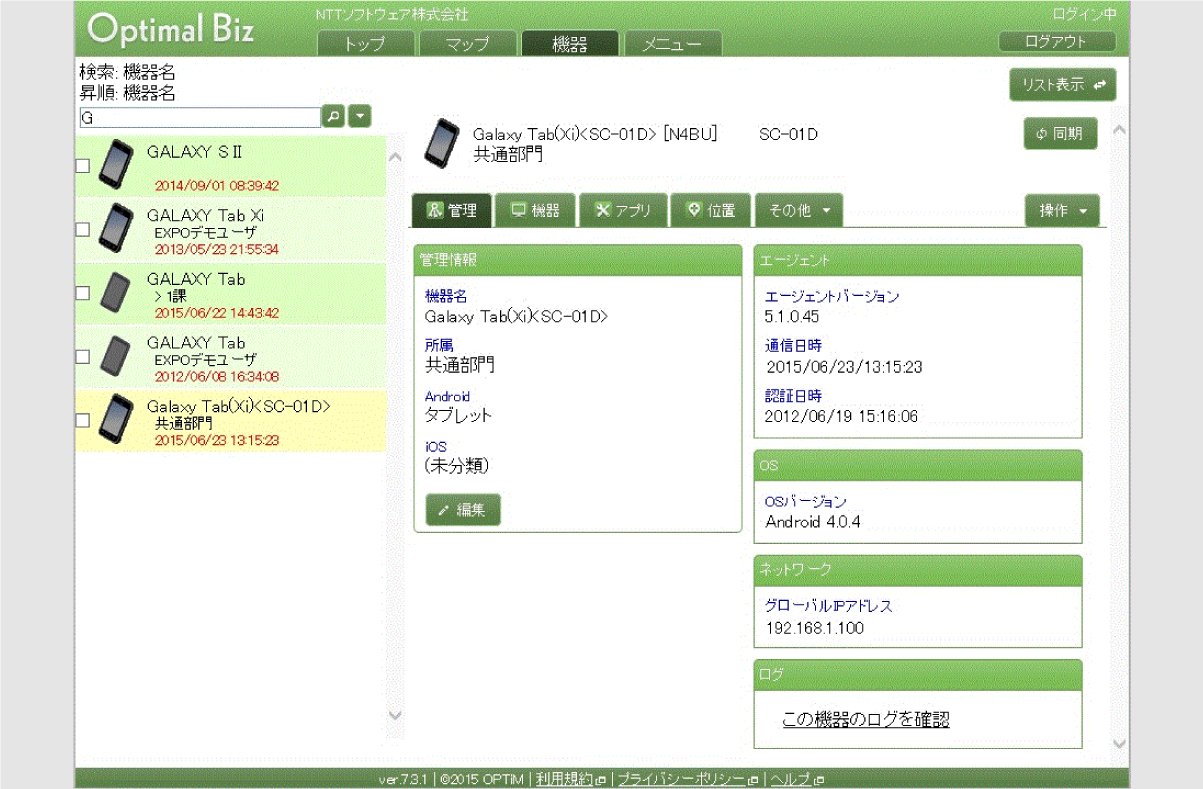 Optimal Biz
NTTソフトウェア株式会社
ログイン中
トップ
マップ
機器
メニュー
ログアウト
検索: 機器名
昇順: 機器名
G
リスト表示
GALAXY S II
2014/09/01 08:39:42
GALAXY Tab Xi
EXPOデモユーザ
2013/05/23 21:55:34
GALAXY Tab
> 1課
2015/06/22 14:43:42
GALAXY Tab
EXPOデモユーザ
2012/06/08 16:34:08
Galaxy Tab(Xi)<SC-01D>
共通部門
2015/06/23 13:15:23
Galaxy Tab(Xi)<SC-01D> [N4BU] SC-01D
共通部門
同期
管理
機器
アプリ
位置
その他
操作
管理情報
機器名
Galaxy Tab(Xi)<SC-01D>
所属
共通部門
Android
タブレット
iOS
(未分類)
編集
エージェント
エージェントバージョン
5.1.0.45
通信日時
2015/06/23/13:15:23
認証日時
2012/06/19 15:16:06
OS
OSバージョン
Android 4.0.4
ネットワーク
グローバルIPアドレス
192.168.1.100
ログ
この機器のログを確認
ver.7.3.1 | ©2015 OPTiM | 利用規約 | プライバシーポリシー | ヘルプ